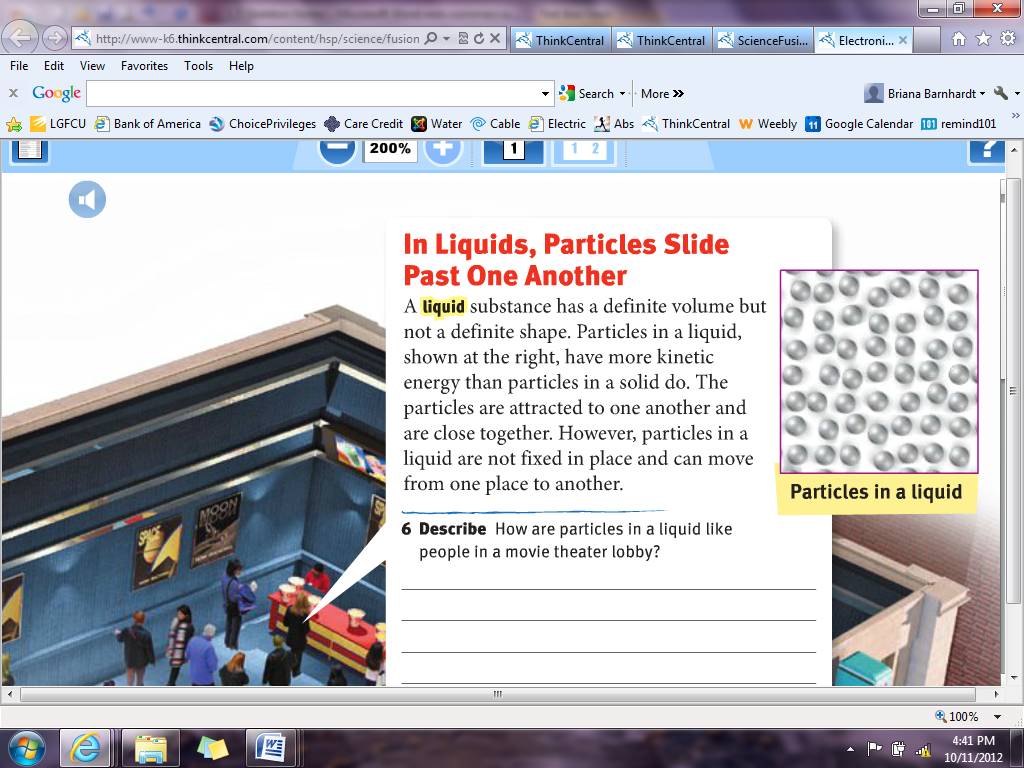 http://www-k6.thinkcentral.com/content/hsp/science/fusion
ThinkCentral
ThinkCentral
ScienceFusi...
Electroni...
File Edit View Favorites Tools Help
x Google Search More »
Briana Barnhardt
LGFCU Bank of America ChoicePrivileges Care Credit Water Cable Electric Abs ThinkCentral Weebly 11 Google Calendar 101 remind101
200% 1 1 2 ?
In Liquids, Particles Slide
Past One Another
A liquid substance has a definite volume but
not a definite shape. Particles in a liquid,
shown at the right, have more kinetic
energy than particles in a solid do. The
particles are attracted to one another and
are close together. However, particles in a
liquid are not fixed in place and can move
from one place to another.
Particles in a liquid
6 Describe How are particles in a liquid like
people in a movie theater lobby?
SPACE
MOON
SPACE
100%
4:41 PM
10/11/2012